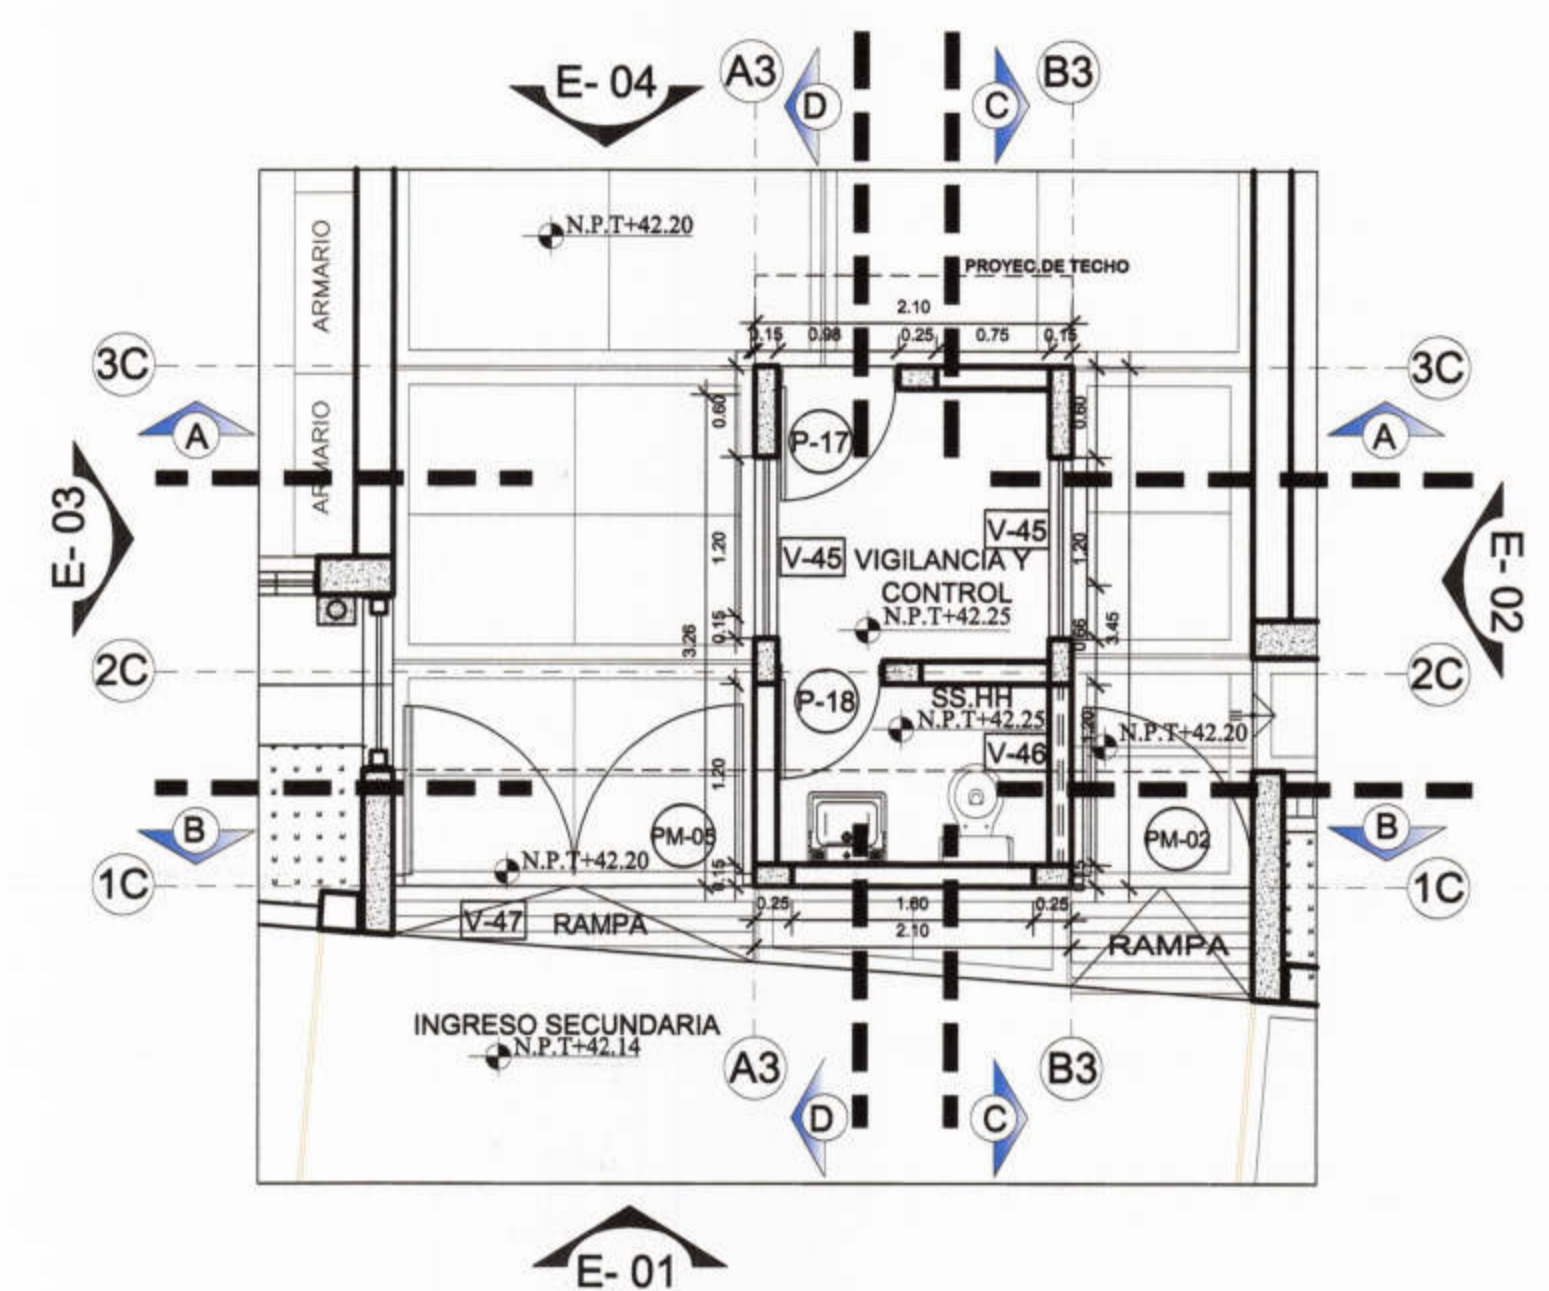 E- 04
A3
D
C
B3
N.P.T+42.20
ARMARIO
PROYEC.DE TECHO
2.10
0.15
0.98
0.25
0.75
0.15
3C
3C
A
A
ARMARIO
0.60
0.60
P-17
E- 03
E- 02
V-45
V-45
1.20
1.20
VIGILANCIA Y
CONTROL
N.P.T+42.25
0.15
3.26
0.66
3.45
2C
2C
P-18
SS.HH
N.P.T+42.25
V-46
1.20
1.20
N.P.T+42.20
B
B
PM-05
PM-02
N.P.T+42.20
0.15
1C
1C
V-47
RAMPA
0.25
1.60
0.25
2.10
RAMPA
INGRESO SECUNDARIA
N.P.T+42.14
A3
D
C
B3
E- 01